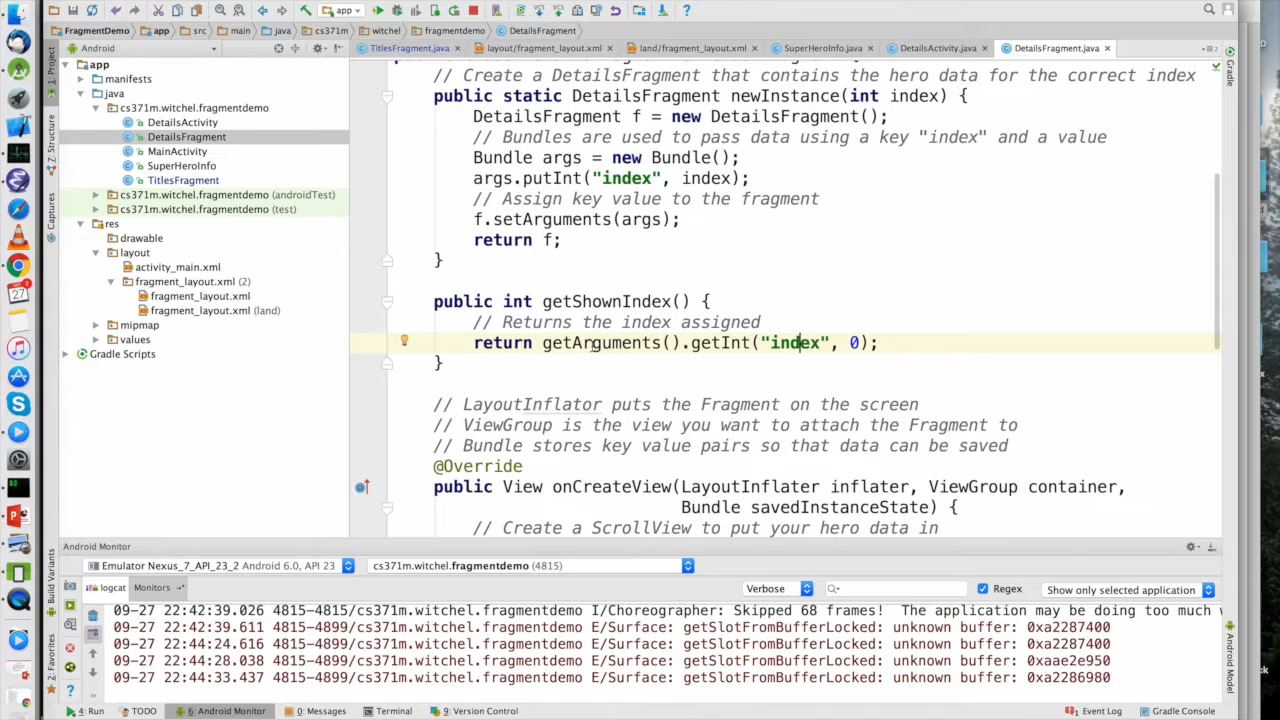 app
FragmentDemo app src main java cs371m witchel fragmentdemo DetailsFragment
Android
TitlesFragment.java layout/fragment_layout.xml land/fragment_layout.xml SuperHeroInfo.java DetailsActivity.java DetailsFragment.java
app
manifests
java
cs371m.witchel.fragmentdemo
DetailsActivity
DetailsFragment
MainActivity
SuperHeroInfo
TitlesFragment
cs371m.witchel.fragmentdemo (androidTest)
cs371m.witchel.fragmentdemo (test)
res
drawable
layout
activity_main.xml
fragment_layout.xml (2)
fragment_layout.xml
fragment_layout.xml (land)
mipmap
values
Gradle Scripts
1: Project
7: Structure
Captures
Build Variants
2: Favorites
Gradle
Android Model
// Create a DetailsFragment that contains the hero data for the correct index
public static DetailsFragment newInstance(int index) {
DetailsFragment f = new DetailsFragment();
// Bundles are used to pass data using a key "index" and a value
Bundle args = new Bundle();
args.putInt("index", index);
// Assign key value to the fragment
f.setArguments(args);
return f;
}
public int getShownIndex() {
// Returns the index assigned
return getArguments().getInt("index", 0);
}
// LayoutInflator puts the Fragment on the screen
// ViewGroup is the view you want to attach the Fragment to
// Bundle stores key value pairs so that data can be saved
@Override
public View onCreateView(LayoutInflater inflater, ViewGroup container,
Bundle savedInstanceState) {
// Create a ScrollView to put your hero data in
Android Monitor
Emulator Nexus_7_API_23_2 Android 6.0, API 23 cs371m.witchel.fragmentdemo (4815)
logcat Monitors Verbose Regex Show only selected application
09-27 22:42:39.026 4815-4815/cs371m.witchel.fragmentdemo I/Choreographer: Skipped 68 frames! The application may be doing too much w
09-27 22:42:39.611 4815-4899/cs371m.witchel.fragmentdemo E/Surface: getSlotFromBufferLocked: unknown buffer: 0xa2287400
09-27 22:44:24.616 4815-4899/cs371m.witchel.fragmentdemo E/Surface: getSlotFromBufferLocked: unknown buffer: 0xa2287400
09-27 22:44:28.038 4815-4899/cs371m.witchel.fragmentdemo E/Surface: getSlotFromBufferLocked: unknown buffer: 0xaae2e950
09-27 22:44:33.437 4815-4899/cs371m.witchel.fragmentdemo E/Surface: getSlotFromBufferLocked: unknown buffer: 0xa2286980
4: Run TODO 6: Android Monitor 0: Messages Terminal 9: Version Control Event Log Gradle Console